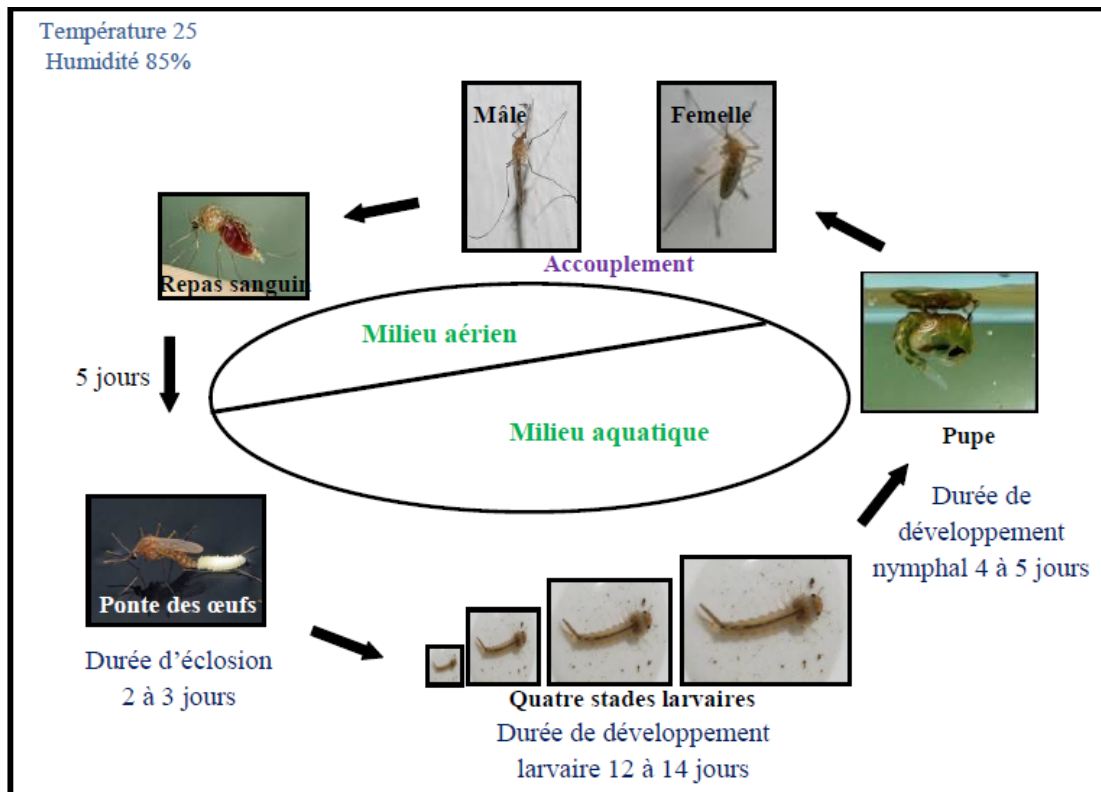 Température 25
Humidité 85%
Mâle
Femelle
Accouplement
Repas sanguin
Milieu aérien
5 jours
Milieu aquatique
Pupe
Durée de
développement
nymphal 4 à 5 jours
Ponte des œufs
Durée d’éclosion
2 à 3 jours
Quatre stades larvaires
Durée de développement
larvaire 12 à 14 jours